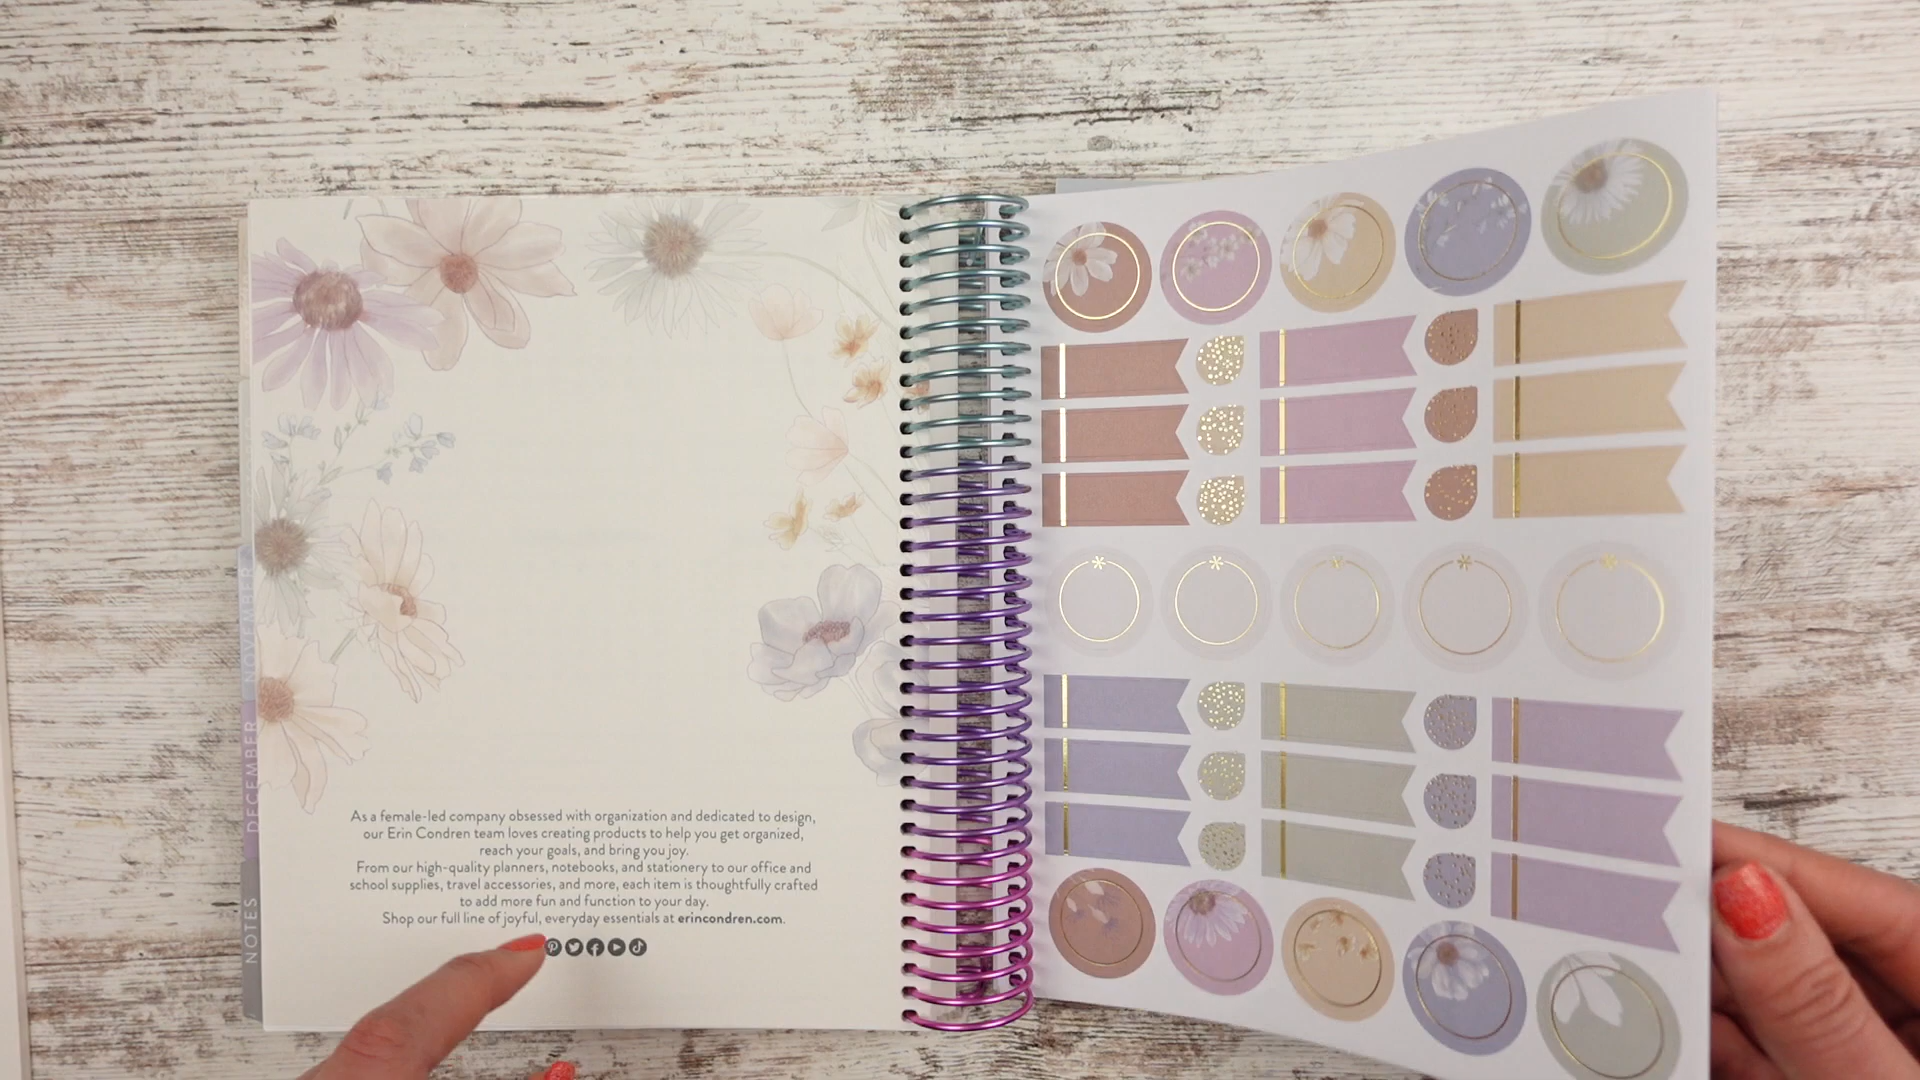 As a female-led company obsessed with organization and dedicated to design,
our Erin Condren team loves creating products to help you get organized,
reach your goals, and bring you joy.
From our high-quality planners, notebooks, and stationery to our office and
school supplies, travel accessories, and more, each item is thoughtfully crafted
to add more fun and function to your day.
Shop our full line of joyful, everyday essentials at erincondren.com.
NOVEMBER
DECEMBER
NOTES